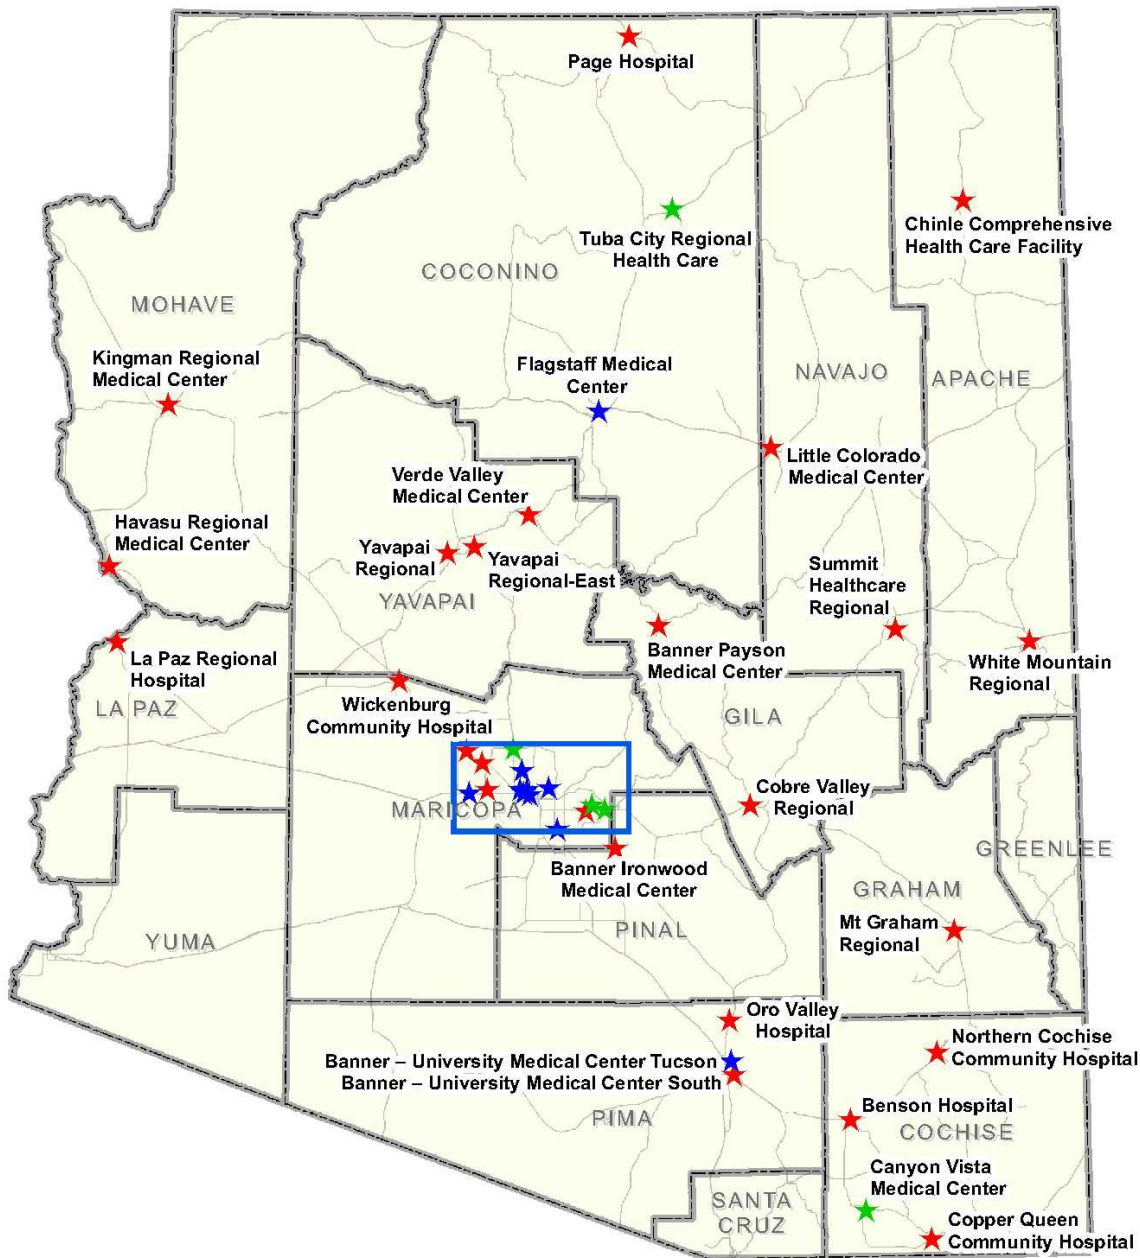 Page Hospital
Chinle Comprehensive
Health Care Facility
Tuba City Regional
Health Care
COCONINO
MOHAVE
Kingman Regional
Medical Center
Flagstaff Medical
Center
NAVAJO
APACHE
Little Colorado
Medical Center
Verde Valley
Medical Center
Havasu Regional
Medical Center
Yavapai
Regional
Yavapai
Regional-East
Summit
Healthcare
Regional
YAVAPAI
Banner Payson
Medical Center
La Paz Regional
Hospital
White Mountain
Regional
Wickenburg
Community Hospital
LA PAZ
GILA
Cobre Valley
Regional
MARICOPA
GREENLEE
Banner Ironwood
Medical Center
GRAHAM
Mt Graham
Regional
PINAL
YUMA
Oro Valley
Hospital
Northern Cochise
Community Hospital
Banner – University Medical Center Tucson
Banner – University Medical Center South
Benson Hospital
PIMA
COCHISE
Canyon Vista
Medical Center
SANTA
CRUZ
Copper Queen
Community Hospital